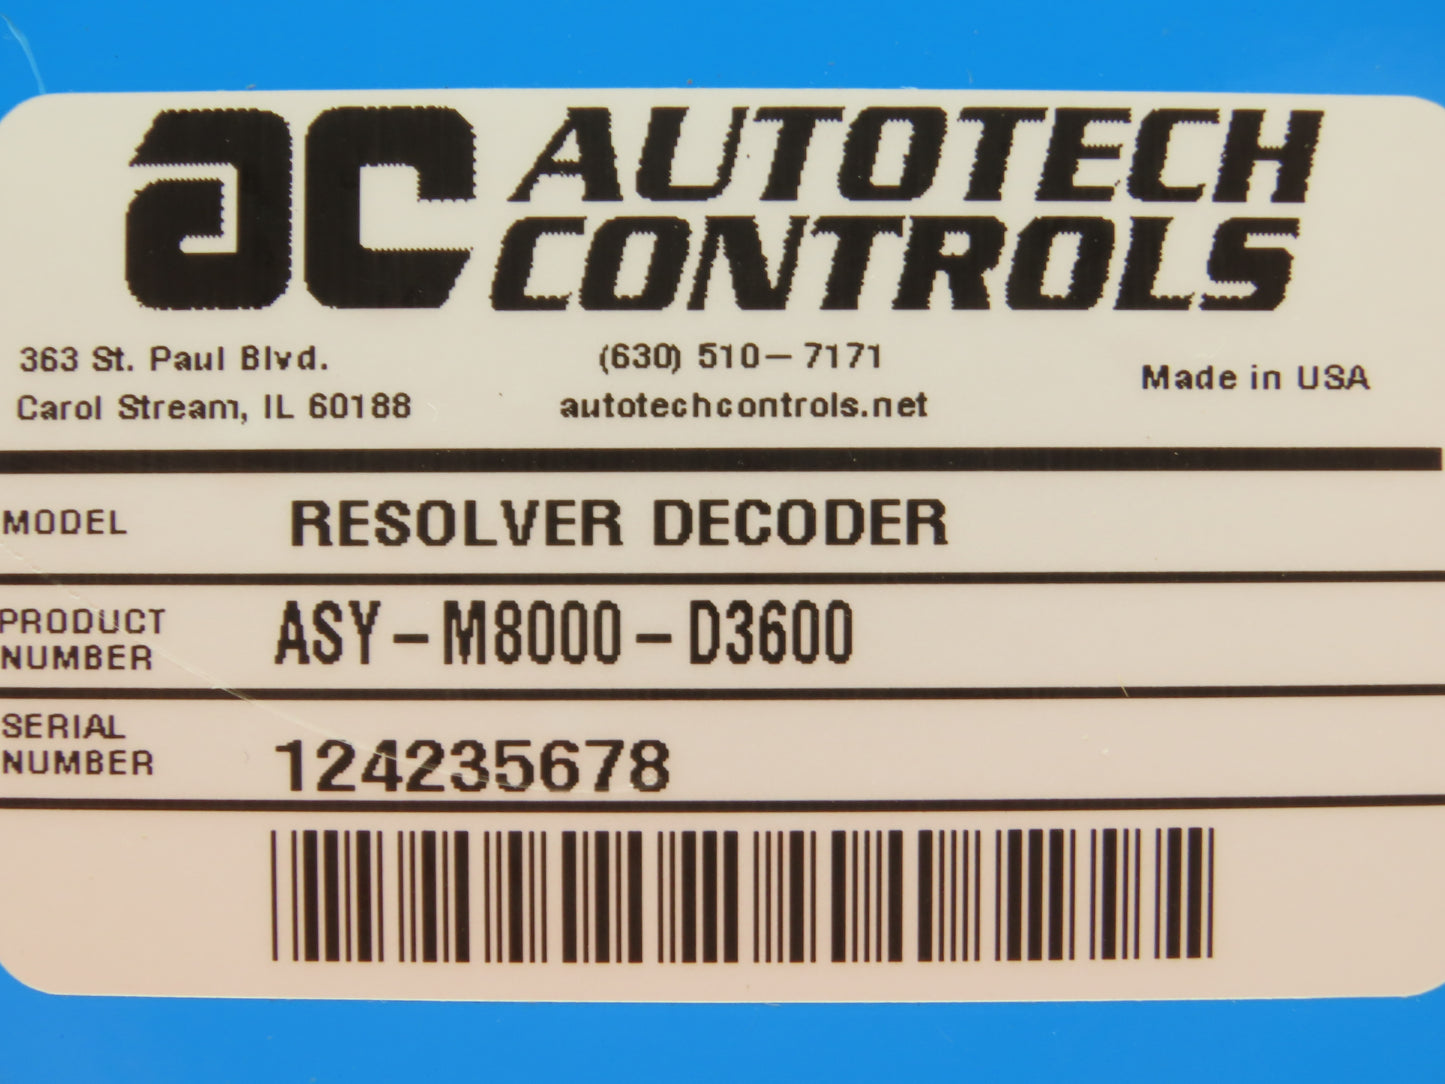 ac AUTOTECH
CONTROLS
363 St. Paul Blvd.
Carol Stream, IL 60188
(630) 510-7171
autotechcontrols.net
Made in USA
MODEL RESOLVER DECODER
PRODUCT NUMBER ASY-M8000-D3600
SERIAL NUMBER 124235678